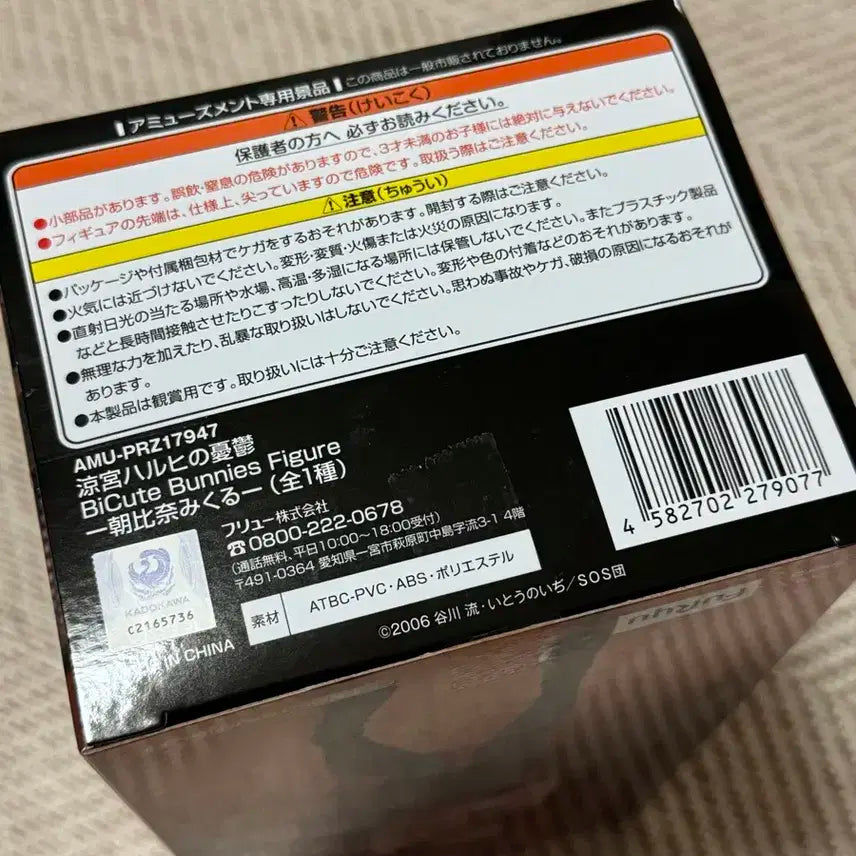 アミューズメント専用景品 この商品は一般市販されておりません。
警告(けいこく)
保護者の方へ 必ずお読みください。
●小部品があります。誤飲・窒息の危険がありますので、3才未満のお子様には絶対に与えないでください。
●フィギュアの先端は、仕様上、尖っていますので危険です。取扱う際はご注意ください。
注意(ちゅうい)
●パッケージや付属梱包材でケガをするおそれがあります。開封する際はご注意ください。
●火気には近づけないでください。変形・変質・火傷または火災の原因になります。
●直射日光の当たる場所や水場、高温・多湿になる場所には保管しないでください。またプラスチック製品
などと長時間接触させたりこすったりしないでください。変形や色の付着などのおそれがあります。
●無理な力を加えたり、乱暴な取り扱いはしないでください。思わぬ事故やケガ、破損の原因になるおそれが
あります。
●本製品は観賞用です。取り扱いには十分ご注意ください。
AMU-PRZ17947
涼宮ハルヒの憂鬱
BiCute Bunnies Figure
ー朝比奈みくるー(全1種)
フリュー株式会社
☎0800-222-0678
(通話無料、平日10:00〜18:00受付)
〒491-0364 愛知県一宮市萩原町中島字流3-1 4階
素材 ATBC-PVC・ABS・ポリエステル
©2006 谷川 流・いとうのいぢ/SOS団
KADOKAWA
C2165736
IN CHINA
4 582702 279077
FuRyu